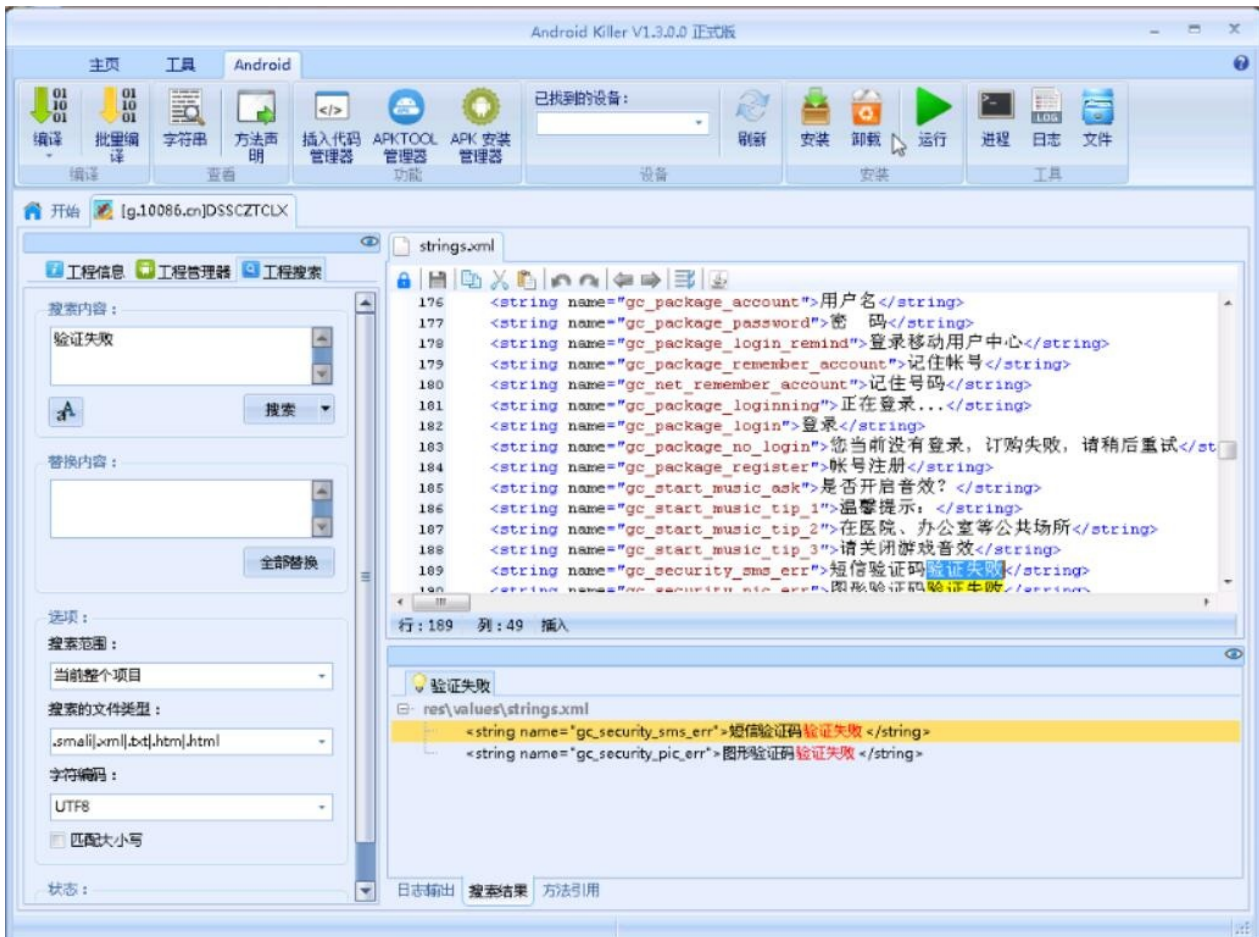 Android Killer V1.3.0.0 正式版
主页 工具 Android
编译 批量编译 字符串 方法声明 插入代码管理器 APKTOOL管理器 APK 安装管理器 已找到的设备： 刷新 安装 卸载 运行 进程 日志 文件
编译 查看 功能 设备 安装 工具
开始 [g.10086.cn]DSSCZTCLX
工程信息 工程管理器 工程搜索
搜索内容：
验证失败
搜索
替换内容：
全部替换
选项：
搜索范围：
当前整个项目
搜索的文件类型：
.smali|.xml|.txt|.htm|.html
字符编码：
UTF8
匹配大小写
状态：
strings.xml
176 <string name="gc_package_account">用户名</string>
177 <string name="gc_package_password">密　码</string>
178 <string name="gc_package_login_remind">登录移动用户中心</string>
179 <string name="gc_package_remember_account">记住帐号</string>
180 <string name="gc_net_remember_account">记住号码</string>
181 <string name="gc_package_loginning">正在登录...</string>
182 <string name="gc_package_login">登录</string>
183 <string name="gc_package_no_login">您当前没有登录，订购失败，请稍后重试</st
184 <string name="gc_package_register">帐号注册</string>
185 <string name="gc_start_music_ask">是否开启音效？</string>
186 <string name="gc_start_music_tip_1">温馨提示：</string>
187 <string name="gc_start_music_tip_2">在医院、办公室等公共场所</string>
188 <string name="gc_start_music_tip_3">请关闭游戏音效</string>
189 <string name="gc_security_sms_err">短信验证码验证失败</string>
190 <string name="gc_security_pic_err">图形验证码验证失败</string>
行：189 列：49 插入
验证失败
res\values\strings.xml
<string name="gc_security_sms_err">短信验证码验证失败</string>
<string name="gc_security_pic_err">图形验证码验证失败</string>
日志输出 搜索结果 方法引用